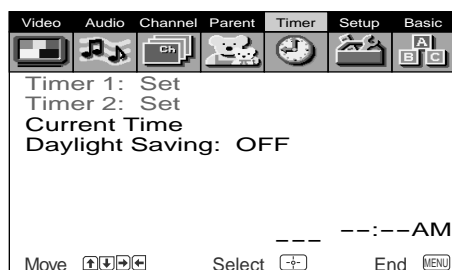 Video Audio Channel Parent Timer Setup Basic
Ch A B C
Timer 1: Set
Timer 2: Set
Current Time
Daylight Saving: OFF
___ --:--AM
Move Select End MENU